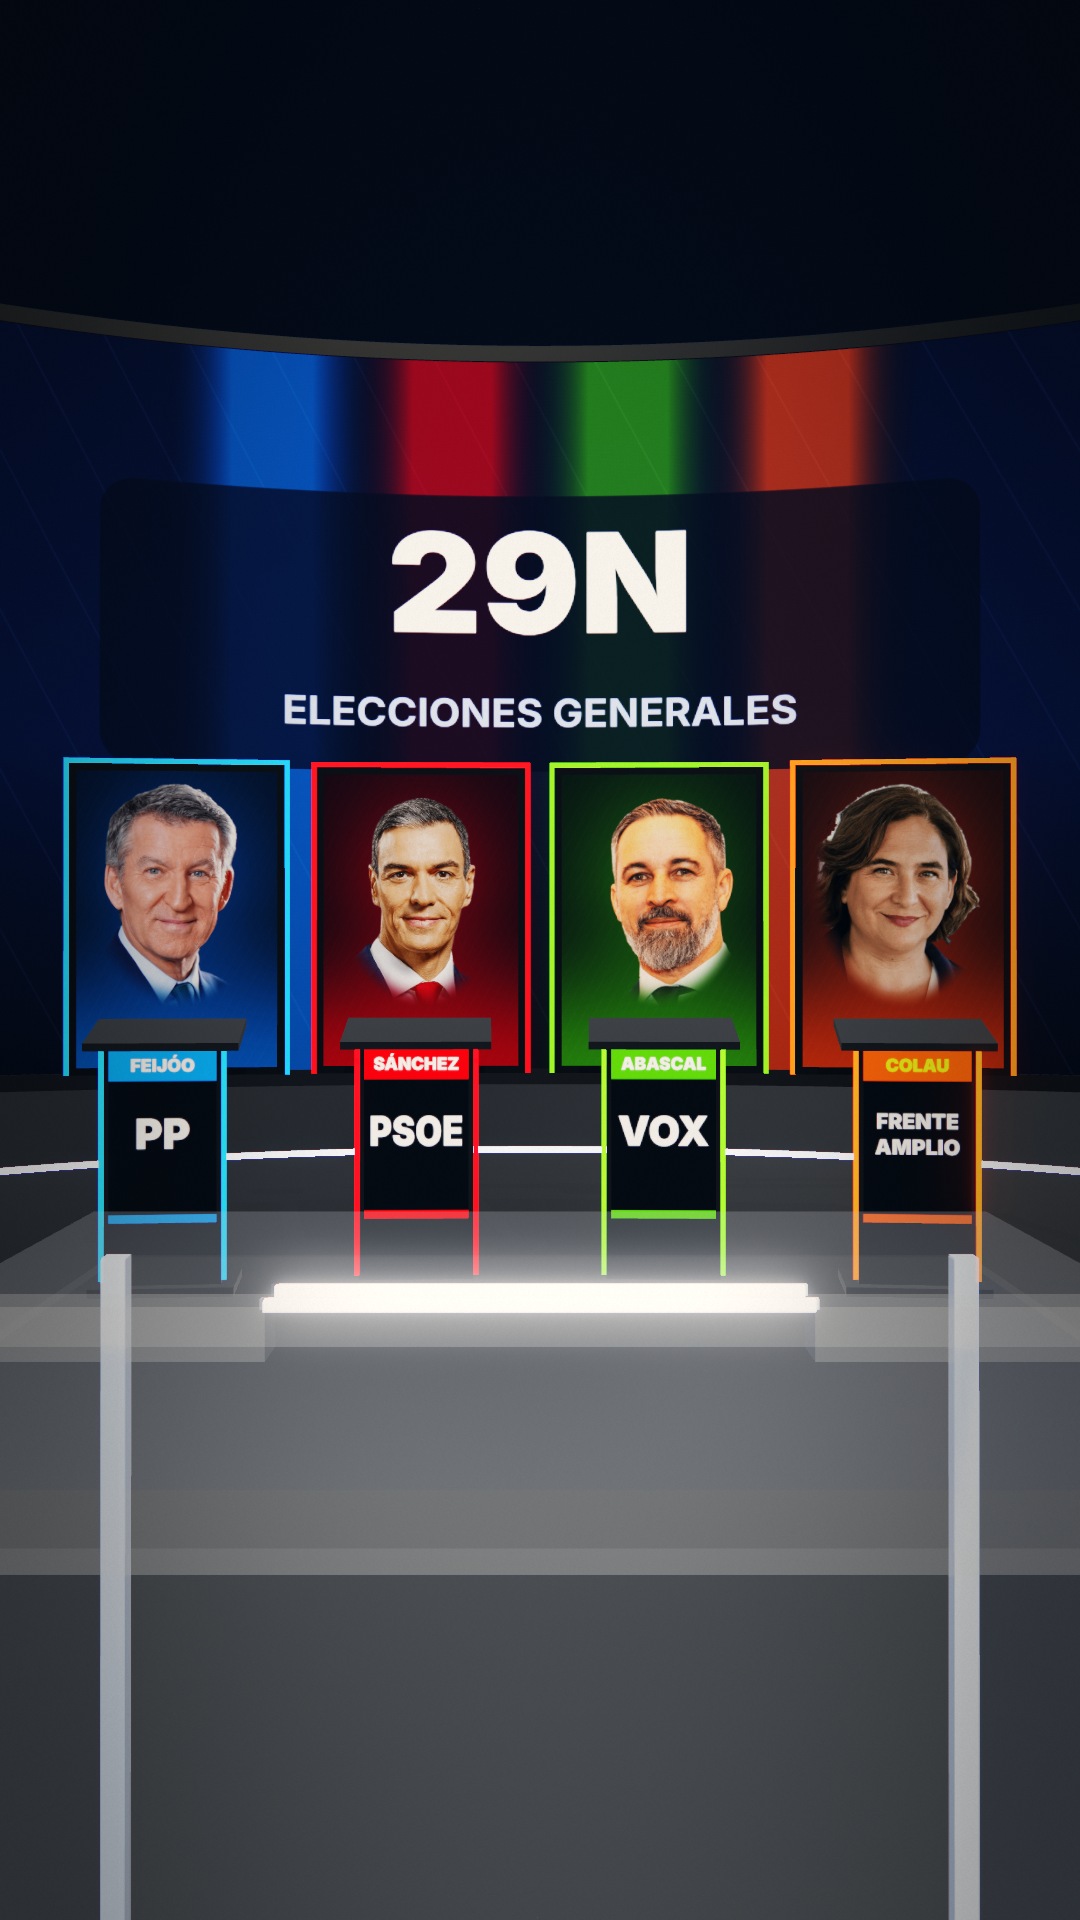 29N
ELECCIONES GENERALES
FEIJÓO
SÁNCHEZ
ABASCAL
COLAU
PP
PSOE
VOX
FRENTE
AMPLIO